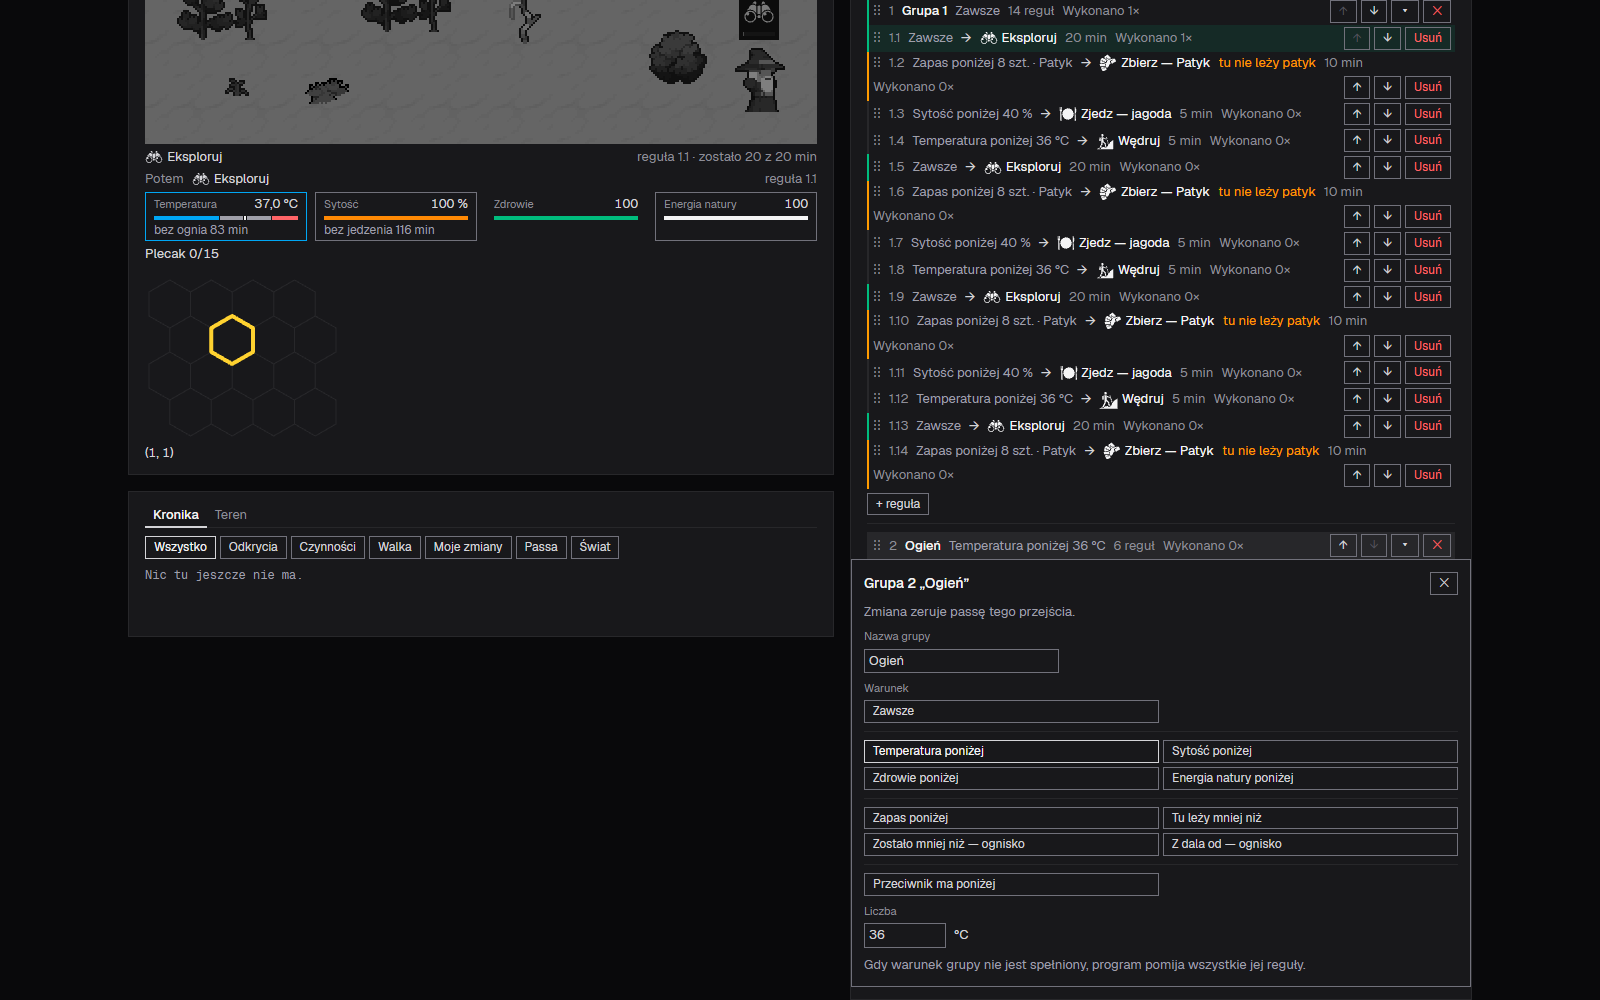 Eksploruj
reguła 1.1 · zostało 20 z 20 min
Potem Eksploruj
reguła 1.1
Temperatura 37,0 °C
bez ognia 83 min
Sytość 100 %
bez jedzenia 116 min
Zdrowie 100
Energia natury 100
Plecak 0/15
(1, 1)
Kronika Teren
Wszystko Odkrycia Czynności Walka Moje zmiany Passa Świat
Nic tu jeszcze nie ma.
1 Grupa 1 Zawsze 14 reguł Wykonano 1×
1.1 Zawsze → Eksploruj 20 min Wykonano 1× ↑ ↓ Usuń
1.2 Zapas poniżej 8 szt. · Patyk → Zbierz — Patyk tu nie leży patyk 10 min
Wykonano 0× ↑ ↓ Usuń
1.3 Sytość poniżej 40 % → Zjedz — jagoda 5 min Wykonano 0× ↑ ↓ Usuń
1.4 Temperatura poniżej 36 °C → Wędruj 5 min Wykonano 0× ↑ ↓ Usuń
1.5 Zawsze → Eksploruj 20 min Wykonano 0× ↑ ↓ Usuń
1.6 Zapas poniżej 8 szt. · Patyk → Zbierz — Patyk tu nie leży patyk 10 min
Wykonano 0× ↑ ↓ Usuń
1.7 Sytość poniżej 40 % → Zjedz — jagoda 5 min Wykonano 0× ↑ ↓ Usuń
1.8 Temperatura poniżej 36 °C → Wędruj 5 min Wykonano 0× ↑ ↓ Usuń
1.9 Zawsze → Eksploruj 20 min Wykonano 0× ↑ ↓ Usuń
1.10 Zapas poniżej 8 szt. · Patyk → Zbierz — Patyk tu nie leży patyk 10 min
Wykonano 0× ↑ ↓ Usuń
1.11 Sytość poniżej 40 % → Zjedz — jagoda 5 min Wykonano 0× ↑ ↓ Usuń
1.12 Temperatura poniżej 36 °C → Wędruj 5 min Wykonano 0× ↑ ↓ Usuń
1.13 Zawsze → Eksploruj 20 min Wykonano 0× ↑ ↓ Usuń
1.14 Zapas poniżej 8 szt. · Patyk → Zbierz — Patyk tu nie leży patyk 10 min
Wykonano 0× ↑ ↓ Usuń
+ reguła
2 Ogień Temperatura poniżej 36 °C 6 reguł Wykonano 0×
Grupa 2 „Ogień”
Zmiana zeruje passę tego przejścia.
Nazwa grupy
Ogień
Warunek
Zawsze
Temperatura poniżej Sytość poniżej
Zdrowie poniżej Energia natury poniżej
Zapas poniżej Tu leży mniej niż
Zostało mniej niż — ognisko Z dala od — ognisko
Przeciwnik ma poniżej
Liczba
36 °C
Gdy warunek grupy nie jest spełniony, program pomija wszystkie jej reguły.